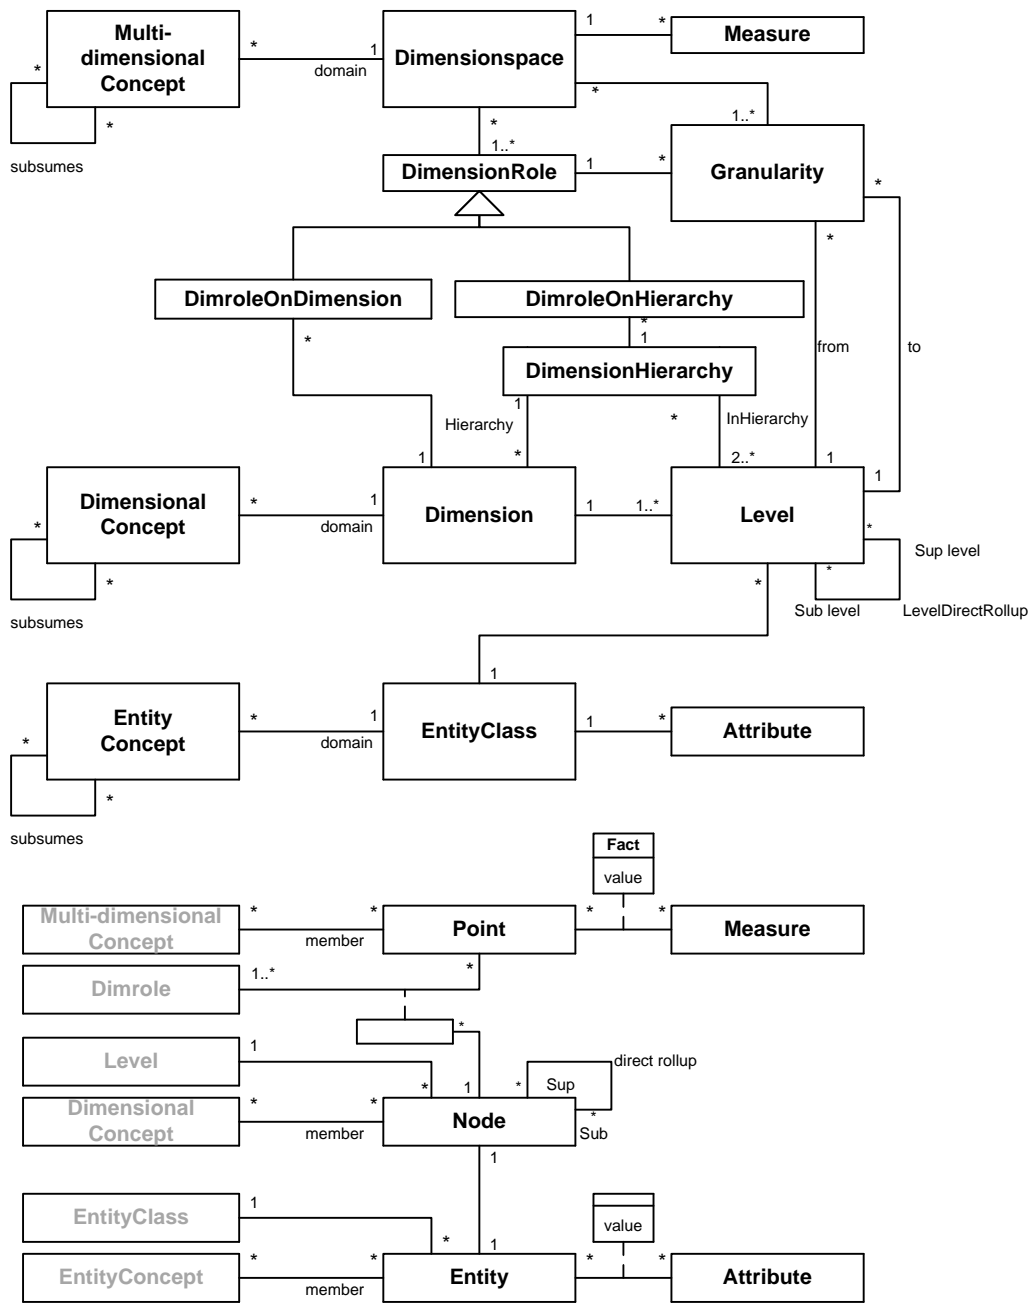 Multi-
dimensional
Concept
*
*
*
subsumes
*
domain
1
Dimensionspace
1
*
Measure
*
1..*
*
1..*
DimensionRole
1
*
Granularity
*
*
DimroleOnDimension
DimroleOnHierarchy
*
*
1
from
to
DimensionHierarchy
1
Hierarchy
*
*
InHierarchy
1
2..*
1
1
Dimensional
Concept
*
*
*
subsumes
domain
1
Dimension
1
1..*
Level
*
Sup level
*
Sub level
LevelDirectRollup
*
1
Entity
Concept
*
*
*
subsumes
domain
1
EntityClass
1
*
Attribute
Fact
value
Multi-dimensional
Concept
*
*
member
Point
*
*
Measure
Dimrole
1..*
*
*
Level
1
*
1
direct rollup
*
Sup
*
Sub
Dimensional
Concept
*
*
member
Node
1
EntityClass
1
*
1
value
EntityConcept
*
*
member
Entity
*
*
Attribute